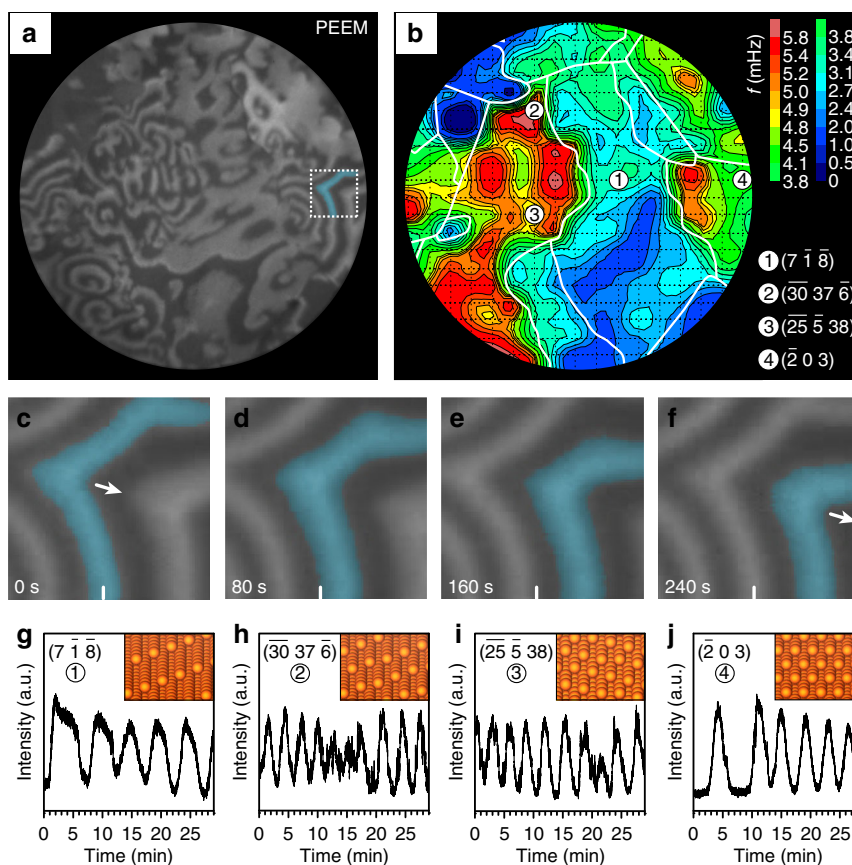 a
PEEM
b
f (mHz)
5.8
5.4
5.2
5.0
4.9
4.8
4.5
4.1
3.8
3.8
3.6
3.4
3.1
2.8
2.4
1.0
0.5
0
①
②
③
④
① (7 1̅ 8̅)
② (3̅0̅ 37 6̅)
③ (2̅5̅ 5̅ 38)
④ (2̅ 0 3)
c
0 s
d
80 s
e
160 s
f
240 s
g
(7 1̅ 8̅)
①
Intensity (a.u.)
0 5 10 15 20 25
Time (min)
h
(3̅0̅ 37 6̅)
②
Intensity (a.u.)
0 5 10 15 20 25
Time (min)
i
(2̅5̅ 5̅ 38)
③
Intensity (a.u.)
0 5 10 15 20 25
Time (min)
j
(2̅ 0 3)
④
Intensity (a.u.)
0 5 10 15 20 25
Time (min)